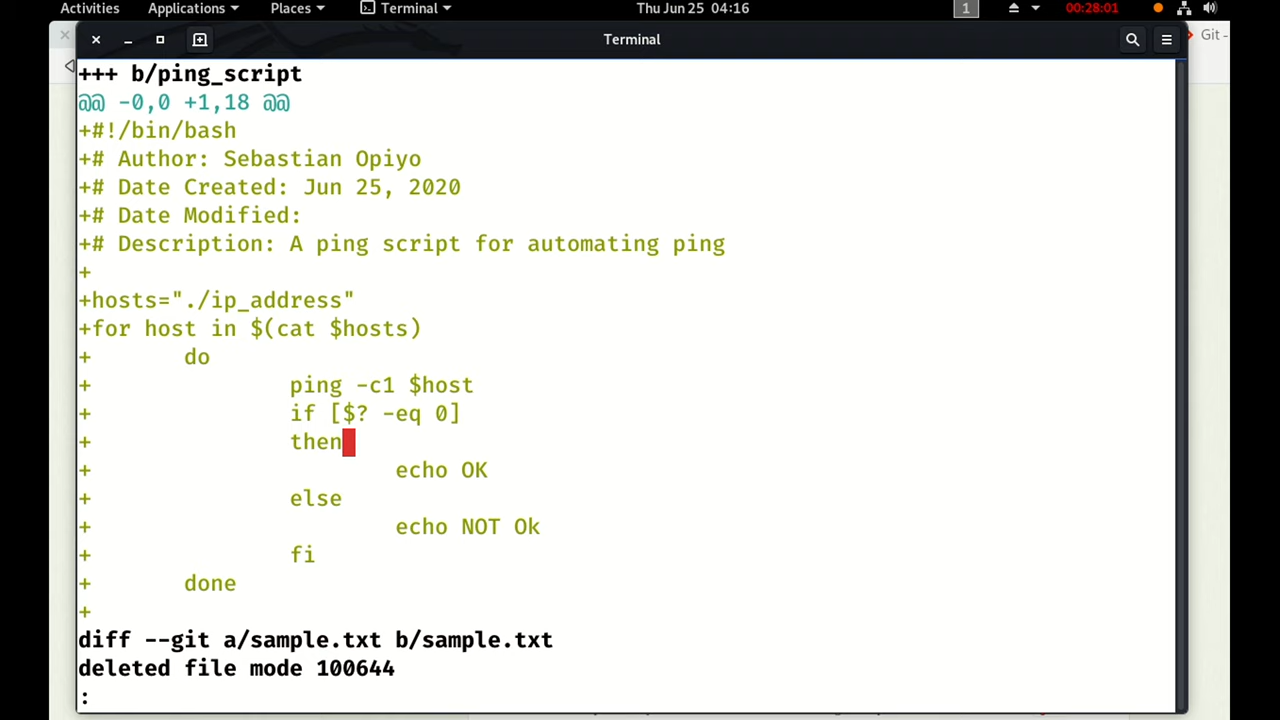 Activities Applications Places Terminal Thu Jun 25 04:16 1 00:28:01
Terminal
Git -
+++ b/ping_script
@@ -0,0 +1,18 @@
+#!/bin/bash
+# Author: Sebastian Opiyo
+# Date Created: Jun 25, 2020
+# Date Modified:
+# Description: A ping script for automating ping
+
+hosts="./ip_address"
+for host in $(cat $hosts)
+ do
+ ping -c1 $host
+ if [$? -eq 0]
+ then
+ echo OK
+ else
+ echo NOT Ok
+ fi
+ done
+
diff --git a/sample.txt b/sample.txt
deleted file mode 100644
: